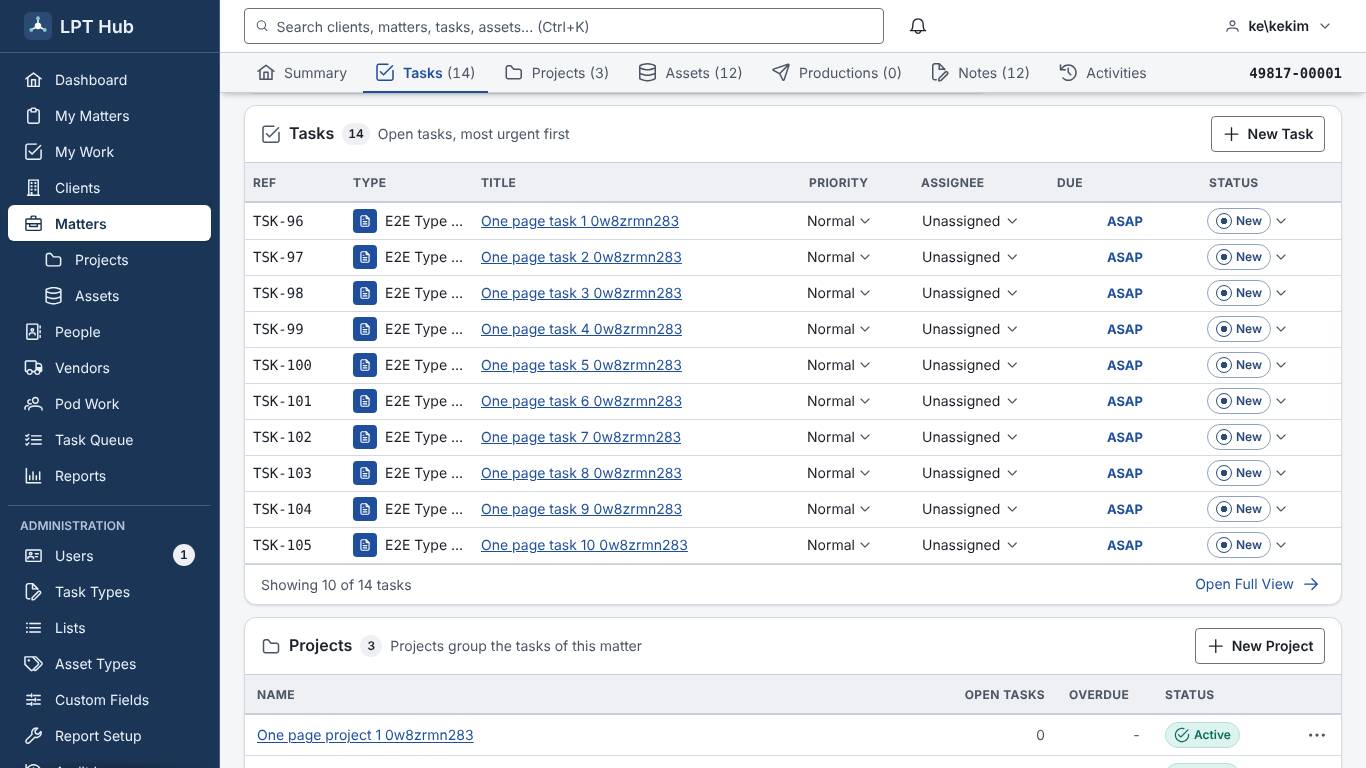 LPT Hub
Search clients, matters, tasks, assets... (Ctrl+K)
ke\kekim
Dashboard
My Matters
My Work
Clients
Matters
Projects
Assets
People
Vendors
Pod Work
Task Queue
Reports
ADMINISTRATION
Users 1
Task Types
Lists
Asset Types
Custom Fields
Report Setup
Summary Tasks (14) Projects (3) Assets (12) Productions (0) Notes (12) Activities 49817-00001
Tasks 14 Open tasks, most urgent first New Task
REF TYPE TITLE PRIORITY ASSIGNEE DUE STATUS
TSK-96 E2E Type ... One page task 1 0w8zrmn283 Normal Unassigned ASAP New
TSK-97 E2E Type ... One page task 2 0w8zrmn283 Normal Unassigned ASAP New
TSK-98 E2E Type ... One page task 3 0w8zrmn283 Normal Unassigned ASAP New
TSK-99 E2E Type ... One page task 4 0w8zrmn283 Normal Unassigned ASAP New
TSK-100 E2E Type ... One page task 5 0w8zrmn283 Normal Unassigned ASAP New
TSK-101 E2E Type ... One page task 6 0w8zrmn283 Normal Unassigned ASAP New
TSK-102 E2E Type ... One page task 7 0w8zrmn283 Normal Unassigned ASAP New
TSK-103 E2E Type ... One page task 8 0w8zrmn283 Normal Unassigned ASAP New
TSK-104 E2E Type ... One page task 9 0w8zrmn283 Normal Unassigned ASAP New
TSK-105 E2E Type ... One page task 10 0w8zrmn283 Normal Unassigned ASAP New
Showing 10 of 14 tasks Open Full View
Projects 3 Projects group the tasks of this matter New Project
NAME OPEN TASKS OVERDUE STATUS
One page project 1 0w8zrmn283 0 - Active